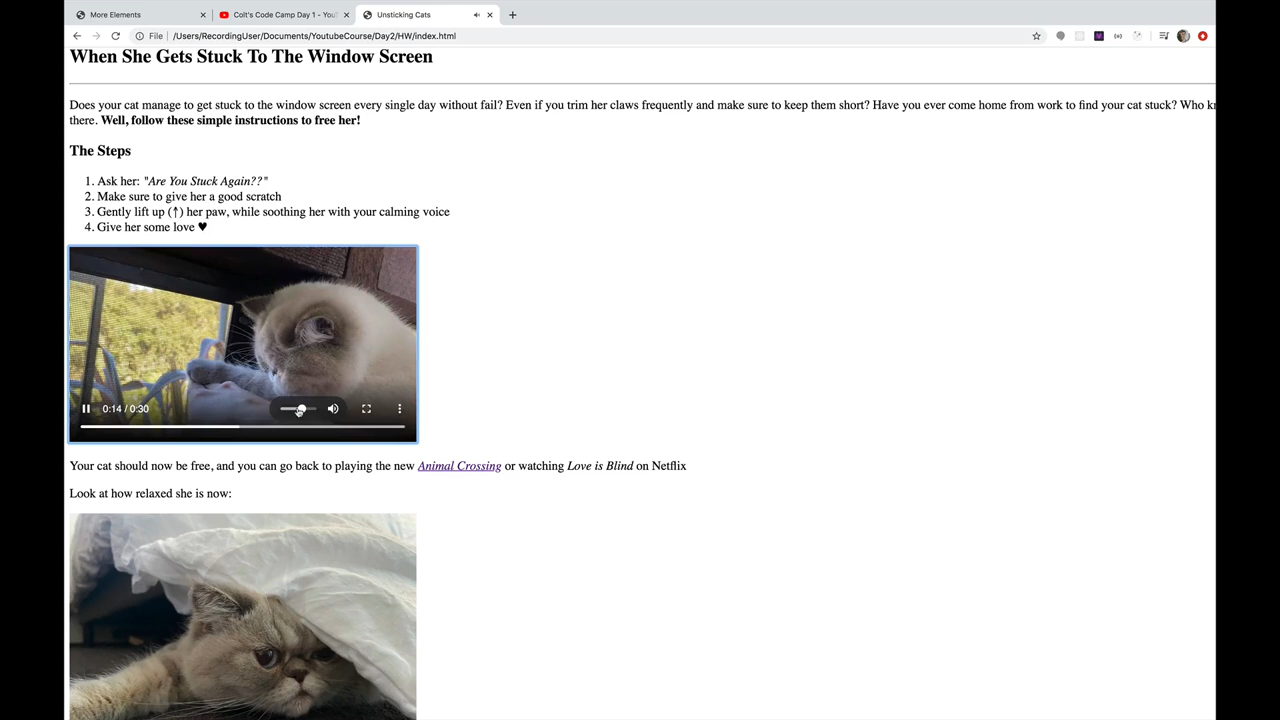 More Elements
Colt's Code Camp Day 1 - You
Unsticking Cats
File
/Users/RecordingUser/Documents/YoutubeCourse/Day2/HW/index.html
When She Gets Stuck To The Window Screen
Does your cat manage to get stuck to the window screen every single day without fail? Even if you trim her claws frequently and make sure to keep them short? Have you ever come home from work to find your cat stuck? Who
there. Well, follow these simple instructions to free her!
The Steps
1. Ask her: "Are You Stuck Again??"
2. Make sure to give her a good scratch
3. Gently lift up (↑) her paw, while soothing her with your calming voice
4. Give her some love ♥
0:14 / 0:30
Your cat should now be free, and you can go back to playing the new Animal Crossing or watching Love is Blind on Netflix
Look at how relaxed she is now: